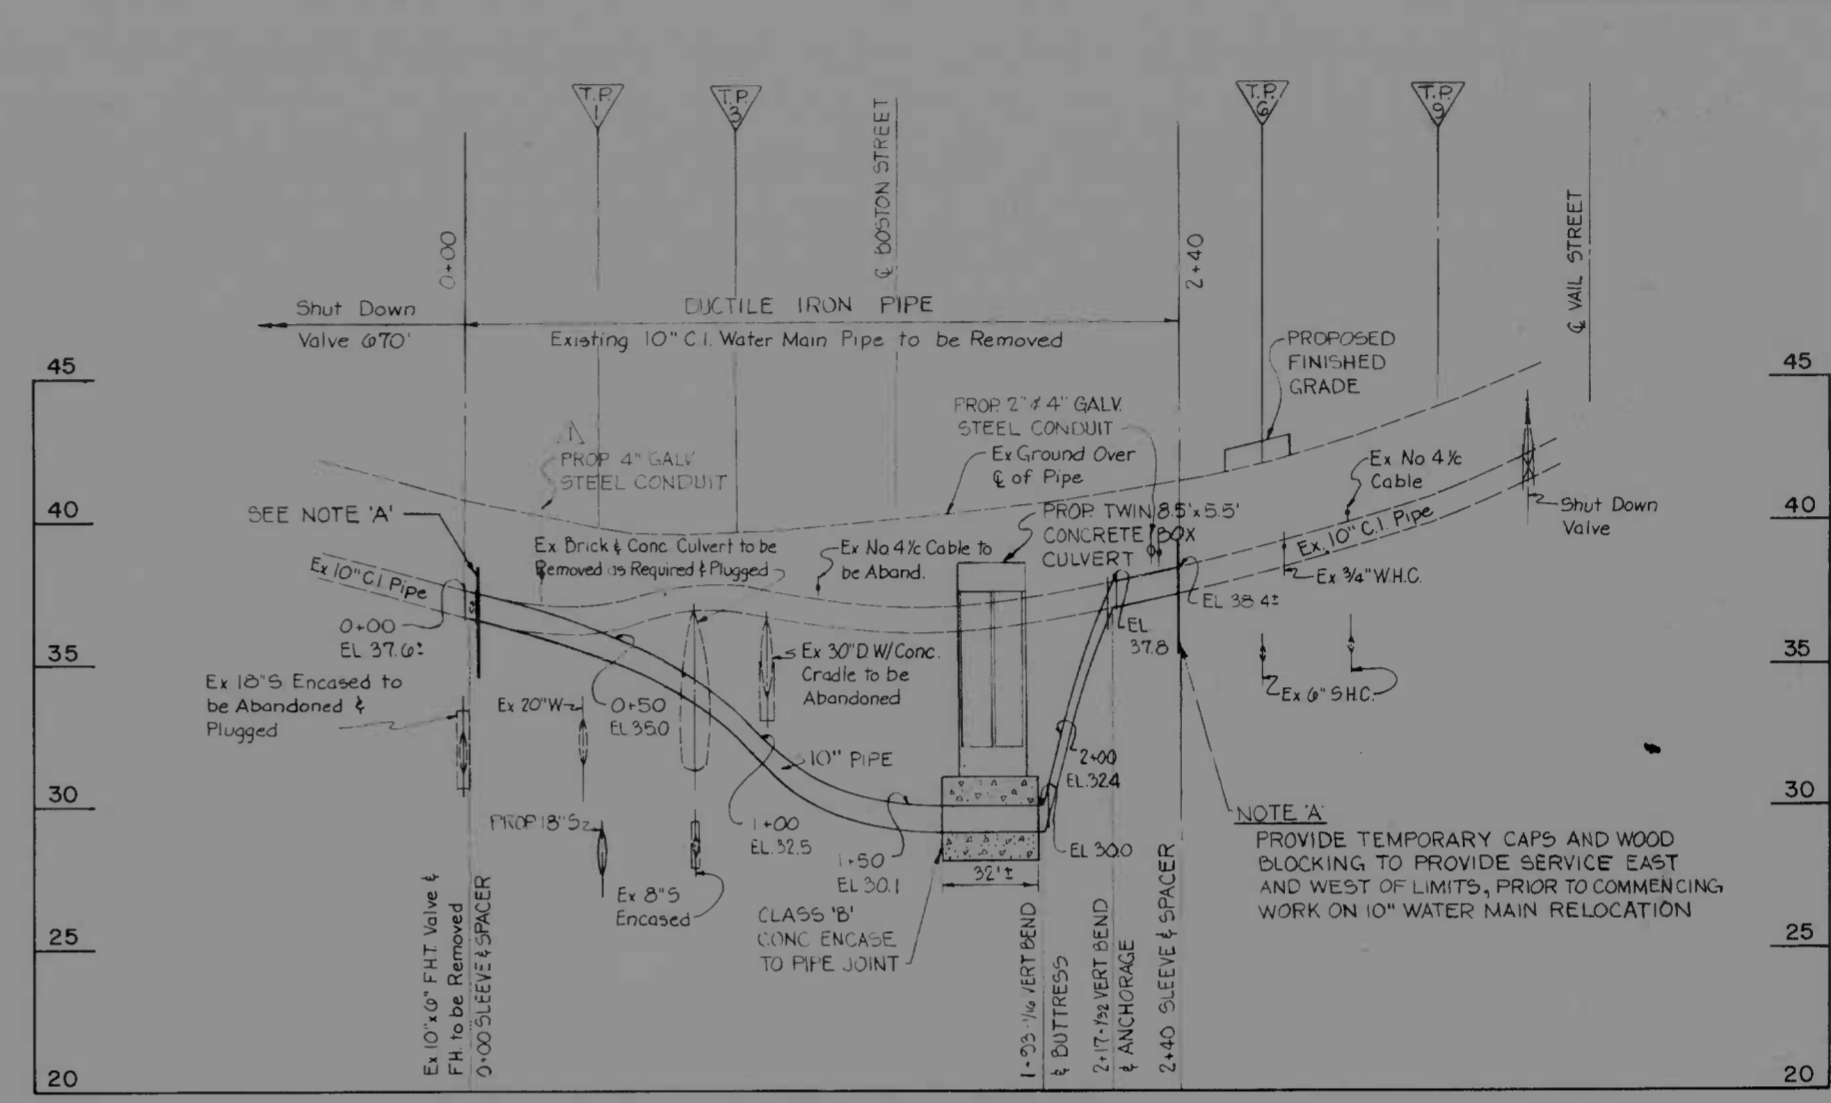 T.P.
1
T.P.
3
T.P.
6
T.P.
9
℄ BOSTON STREET
℄ VAIL STREET
0+00
2+40
Shut Down
Valve 670'
DUCTILE IRON PIPE
Existing 10" C.I. Water Main Pipe to be Removed
PROPOSED
FINISHED
GRADE
45
45
PROP. 2" & 4" GALV.
STEEL CONDUIT
PROP 4" GALV.
STEEL CONDUIT
Ex Ground Over
℄ of Pipe
Ex No 4 1/c
Cable
SEE NOTE 'A'
40
40
PROP. TWIN 8.5' x 5.5'
CONCRETE BOX
CULVERT
Shut Down
Valve
Ex Brick & Conc. Culvert to be
Removed as Required & Plugged
Ex No. 4 1/c Cable to
be Aband.
Ex 10" C.I. Pipe
Ex. 10" C.I. Pipe
Ex 3/4" W.H.C.
EL 38.4±
0+00
EL 37.6±
EL
37.8
35
35
Ex 30" D W/Conc.
Cradle to be
Abandoned
Ex 18" S. Encased to
be Abandoned &
Plugged
Ex 20" W
0+50
EL 35.0
Ex 6" S.H.C.
10" PIPE
2+00
EL. 32.4
30
30
PROP 18" S
1+00
EL. 32.5
1+50
EL 30.1
EL 30.0
32'±
NOTE 'A'
PROVIDE TEMPORARY CAPS AND WOOD
BLOCKING TO PROVIDE SERVICE EAST
AND WEST OF LIMITS, PRIOR TO COMMENCING
WORK ON 10" WATER MAIN RELOCATION
Ex 8" S
Encased
CLASS 'B'
CONC ENCASE
TO PIPE JOINT
25
25
Ex 10" x 6" F.H.T. Valve &
F.H. to be Removed
0+00 SLEEVE & SPACER
1+93 - 1/16 VERT BEND
& BUTTRESS
2+17 - 1/32 VERT BEND
& ANCHORAGE
2+40 SLEEVE & SPACER
20
20